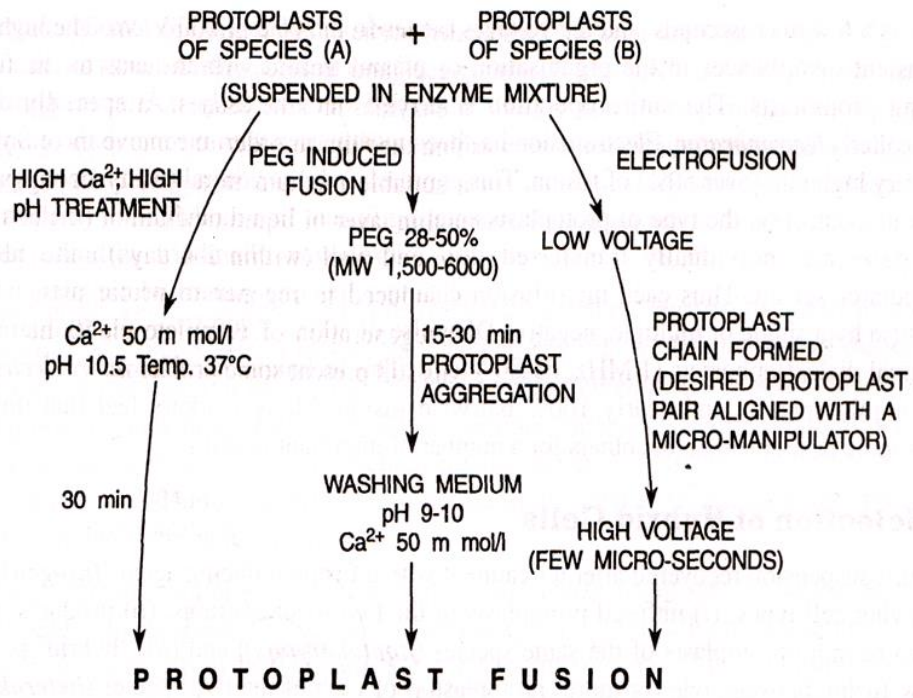 PROTOPLASTS OF SPECIES (A)
+
PROTOPLASTS OF SPECIES (B)
(SUSPENDED IN ENZYME MIXTURE)
HIGH Ca2+ HIGH
pH TREATMENT
PEG INDUCED
FUSION
ELECTROFUSION
PEG 28-50%
(MW 1,500-6000)
LOW VOLTAGE
Ca2+ 50 m mol/l
pH 10.5 Temp. 37°C
15-30 min
PROTOPLAST
AGGREGATION
PROTOPLAST
CHAIN FORMED
(DESIRED PROTOPLAST
PAIR ALIGNED WITH A
MICRO-MANIPULATOR)
30 min
WASHING MEDIUM
pH 9-10
Ca2+ 50 m mol/l
HIGH VOLTAGE
(FEW MICRO-SECONDS)
PROTOPLAST FUSION